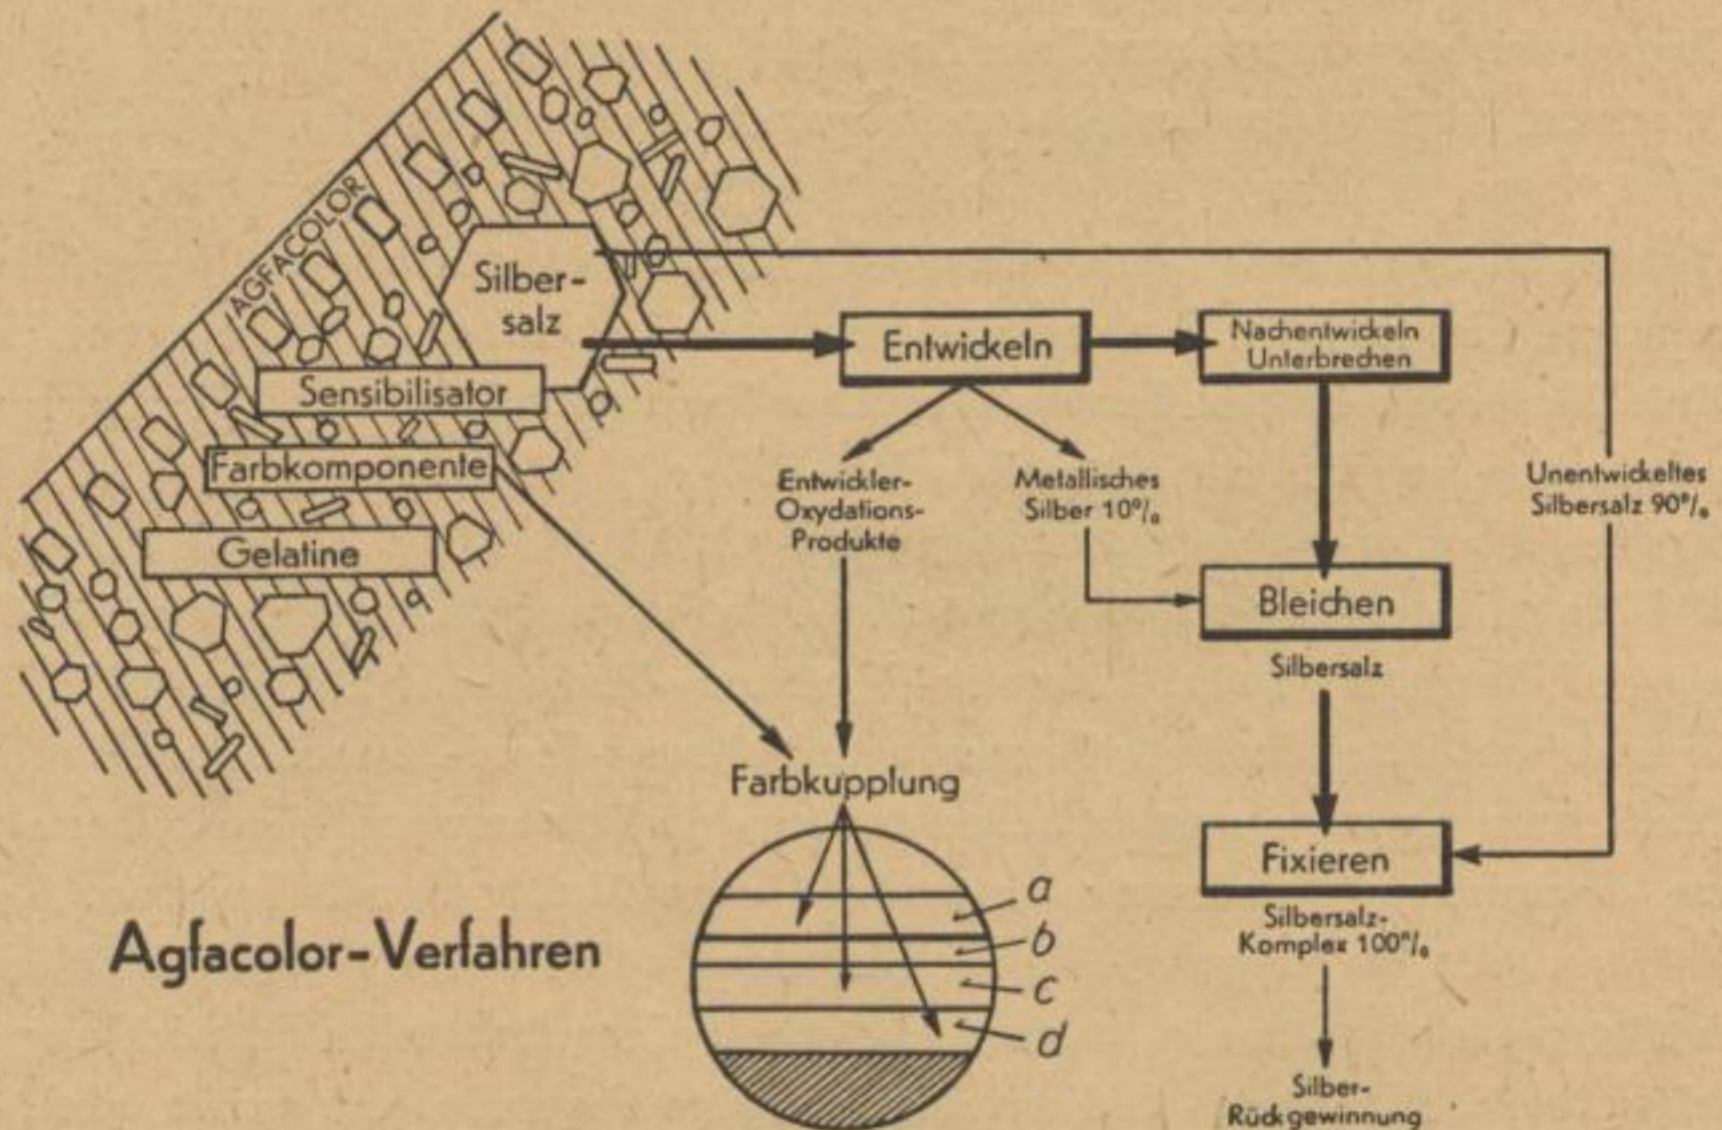 AGFACOLOR
Silber-
salz
Sensibilisator
Farbkomponente
Gelatine
Entwickeln
Nachentwickeln
Unterbrechen
Entwickler-
Oxydations-
Produkte
Metallisches
Silber 10%
Unentwickeltes
Silbersalz 90%
Bleichen
Silbersalz
Farbkupplung
Fixieren
Silbersalz-
Komplex 100%
Silber-
Rückgewinnung
a
b
c
d
Agfacolor-Verfahren